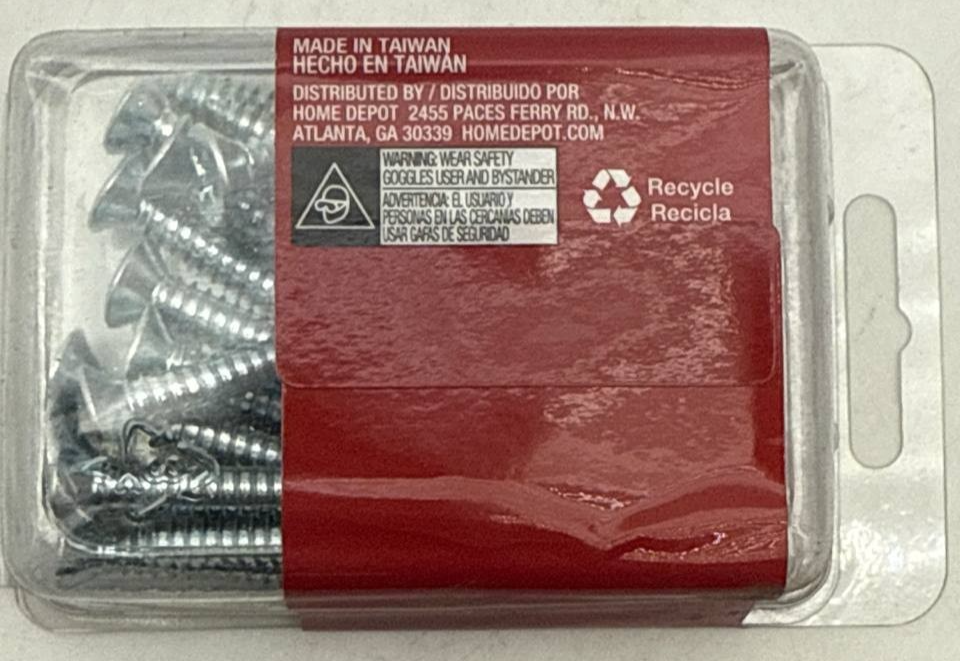 MADE IN TAIWAN
HECHO EN TAIWÁN
DISTRIBUTED BY / DISTRIBUIDO POR
HOME DEPOT 2455 PACES FERRY RD., N.W.
ATLANTA, GA 30339 HOMEDEPOT.COM
WARNING: WEAR SAFETY
GOGGLES USER AND BYSTANDER
ADVERTENCIA: EL USUARIO Y
PERSONAS EN LAS CERCANÍAS DEBEN
USAR GAFAS DE SEGURIDAD
Recycle
Recicla